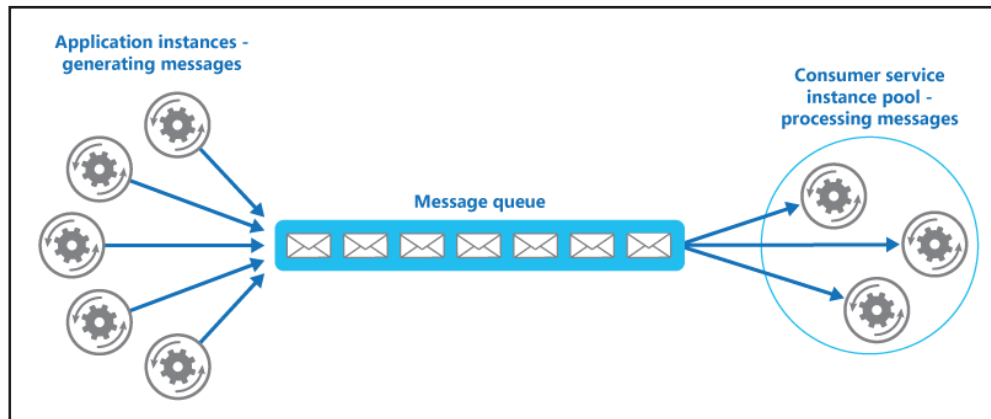 Application instances -
generating messages
Consumer service
instance pool -
processing messages
Message queue